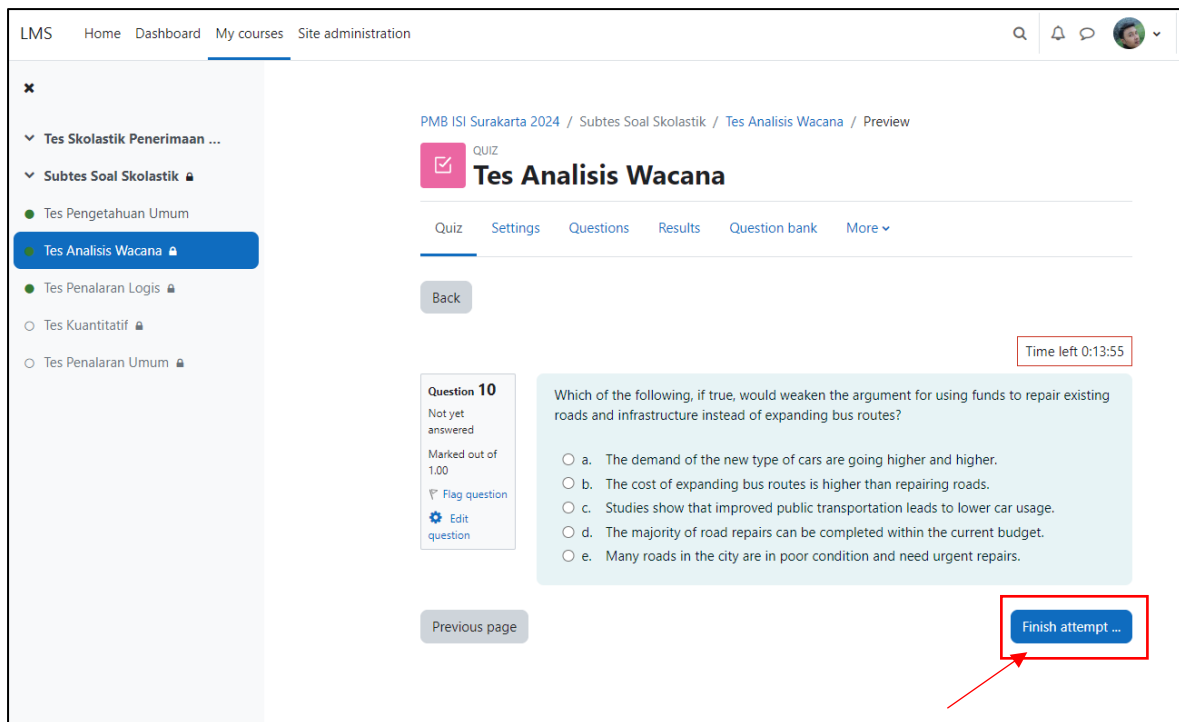 LMS Home Dashboard My courses Site administration
Tes Skolastik Penerimaan ...
Subtes Soal Skolastik
Tes Pengetahuan Umum
Tes Analisis Wacana
Tes Penalaran Logis
Tes Kuantitatif
Tes Penalaran Umum
PMB ISI Surakarta 2024 / Subtes Soal Skolastik / Tes Analisis Wacana / Preview
QUIZ
Tes Analisis Wacana
Quiz Settings Questions Results Question bank More
Back
Time left 0:13:55
Question 10
Not yet
answered
Marked out of
1.00
Flag question
Edit
question
Which of the following, if true, would weaken the argument for using funds to repair existing
roads and infrastructure instead of expanding bus routes?
a. The demand of the new type of cars are going higher and higher.
b. The cost of expanding bus routes is higher than repairing roads.
c. Studies show that improved public transportation leads to lower car usage.
d. The majority of road repairs can be completed within the current budget.
e. Many roads in the city are in poor condition and need urgent repairs.
Previous page
Finish attempt ...